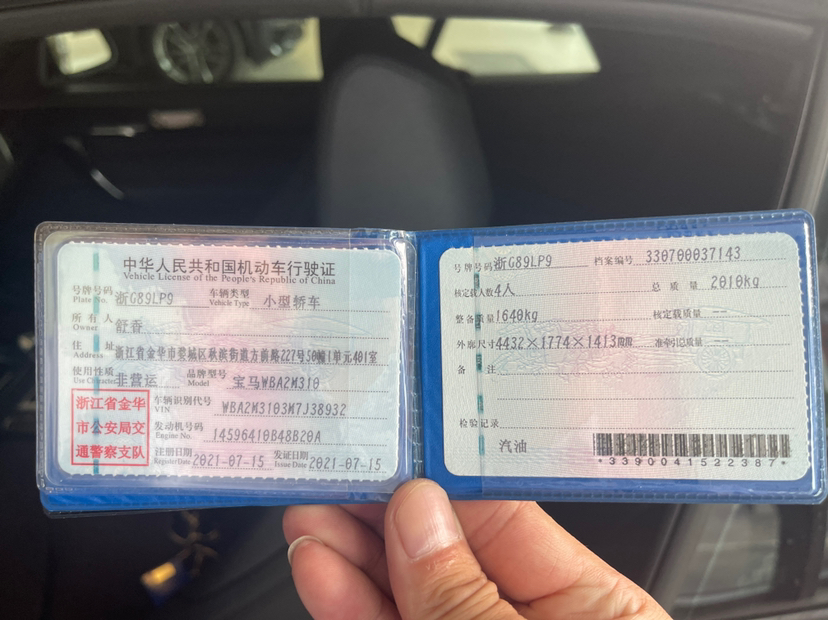 中华人民共和国机动车行驶证
Vehicle License of the People's Republic of China
号牌号码 Plate No. 浙G89LP9 车辆类型 Vehicle Type 小型轿车
所有人 Owner 舒香
住址 Address 浙江省金华市婺城区秋滨街道方前路227号50幢1单元401室
使用性质 Use Character 非营运 品牌型号 Model 宝马WBA2M310
浙江省金华
市公安局交
通警察支队
车辆识别代号 VIN WBA2M3103M7J38932
发动机号码 Engine No. 14596410B48B20A
注册日期 Register Date 2021-07-15 发证日期 Issue Date 2021-07-15
号牌号码 浙G89LP9 档案编号 330700037143
核定载人数 4人 总质量 2010kg
整备质量 1640kg 核定载质量 --
外廓尺寸 4432×1774×1413 准牵引总质量 --
备注
检验记录
汽油
*3390041522387*